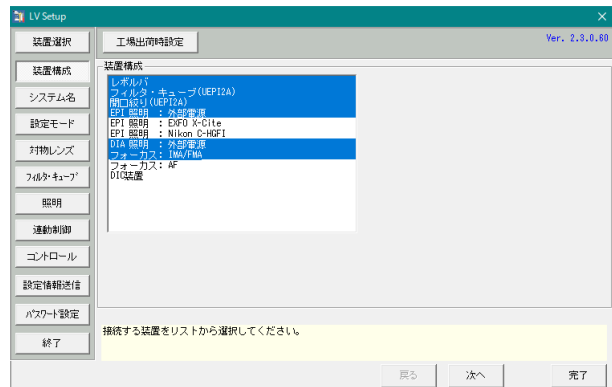 LV Setup
装置選択
工場出荷時設定
Ver. 2.3.0.60
装置構成
装置構成
レボルバ
フィルタ・キューブ(UEPI2A)
開口絞り(UEPI2A)
EPI 照明 : 外部電源
EPI 照明 : EXFO X-Cite
EPI 照明 : Nikon C-HGFI
DIA 照明 : 外部電源
フォーカス: IMA/FMA
フォーカス: AF
DIC装置
システム名
設定モード
対物レンズ
フィルタ・キューブ
照明
連動制御
コントロール
設定情報送信
パスワード設定
終了
接続する装置をリストから選択してください。
戻る
次へ
完了